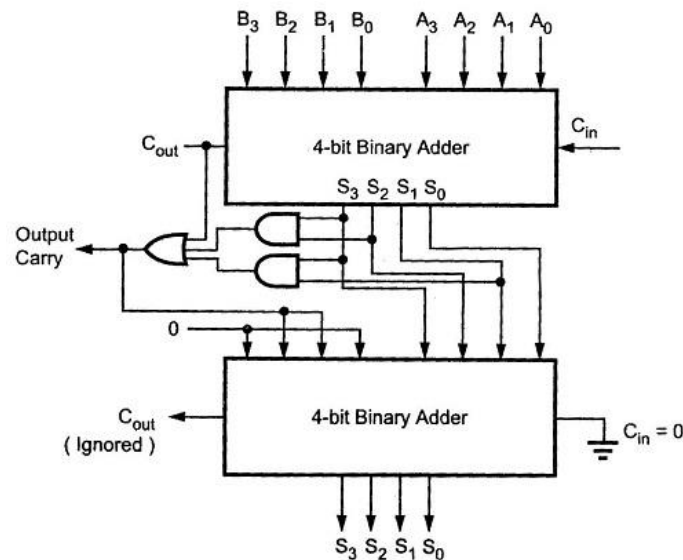 B3 B2 B1 B0 A3 A2 A1 A0
Cin
Cout
4-bit Binary Adder
S3 S2 S1 S0
Output
Carry
0
Cout
( Ignored )
4-bit Binary Adder
Cin = 0
S3 S2 S1 S0